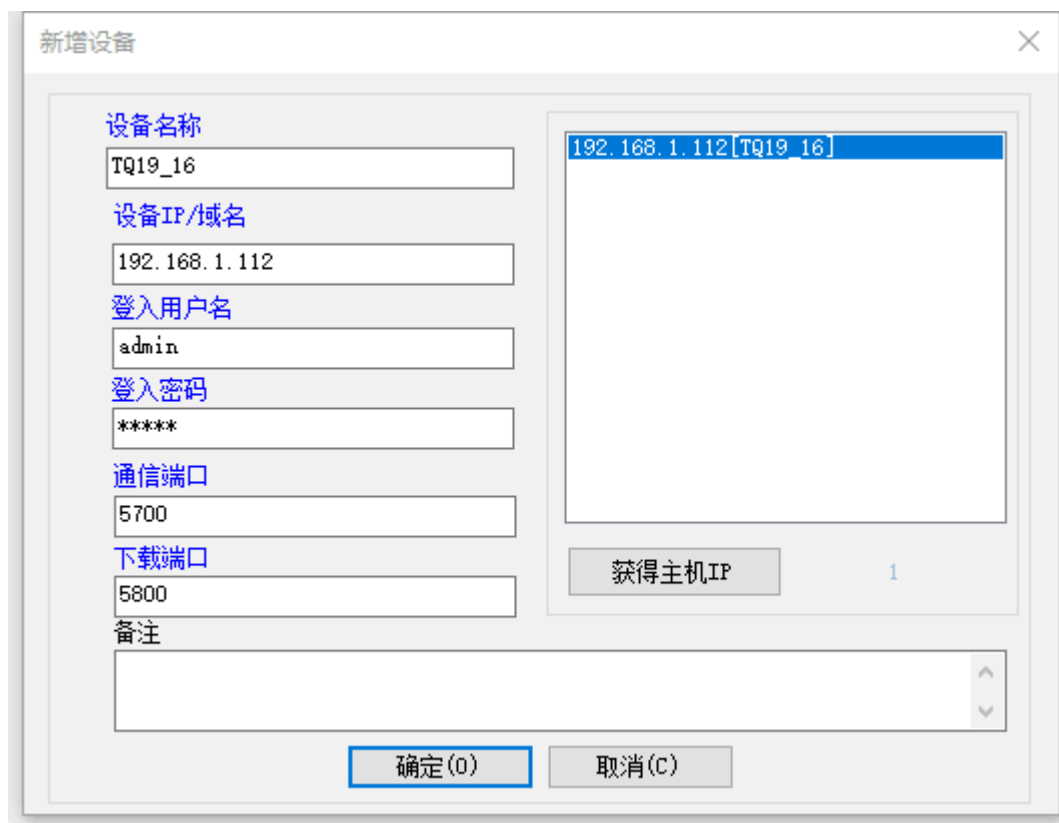 新增设备
设备名称
TQ19_16
设备IP/域名
192.168.1.112
登入用户名
admin
登入密码
*****
通信端口
5700
下载端口
5800
192.168.1.112[TQ19_16]
获得主机IP
1
备注
确定(O)
取消(C)